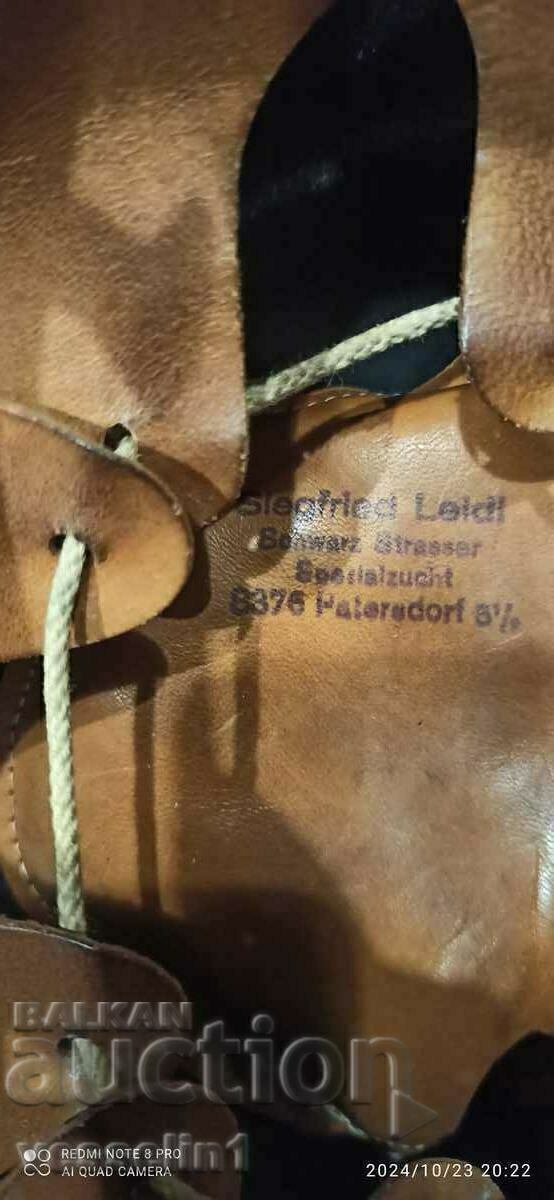 Siegfried Leidl
Schwarz Strasser
Spezialzucht
8376 Patersdorf 5½
BALKAN
auction
vesselin1
REDMI NOTE 8 PRO
AI QUAD CAMERA
2024/10/23 20:22